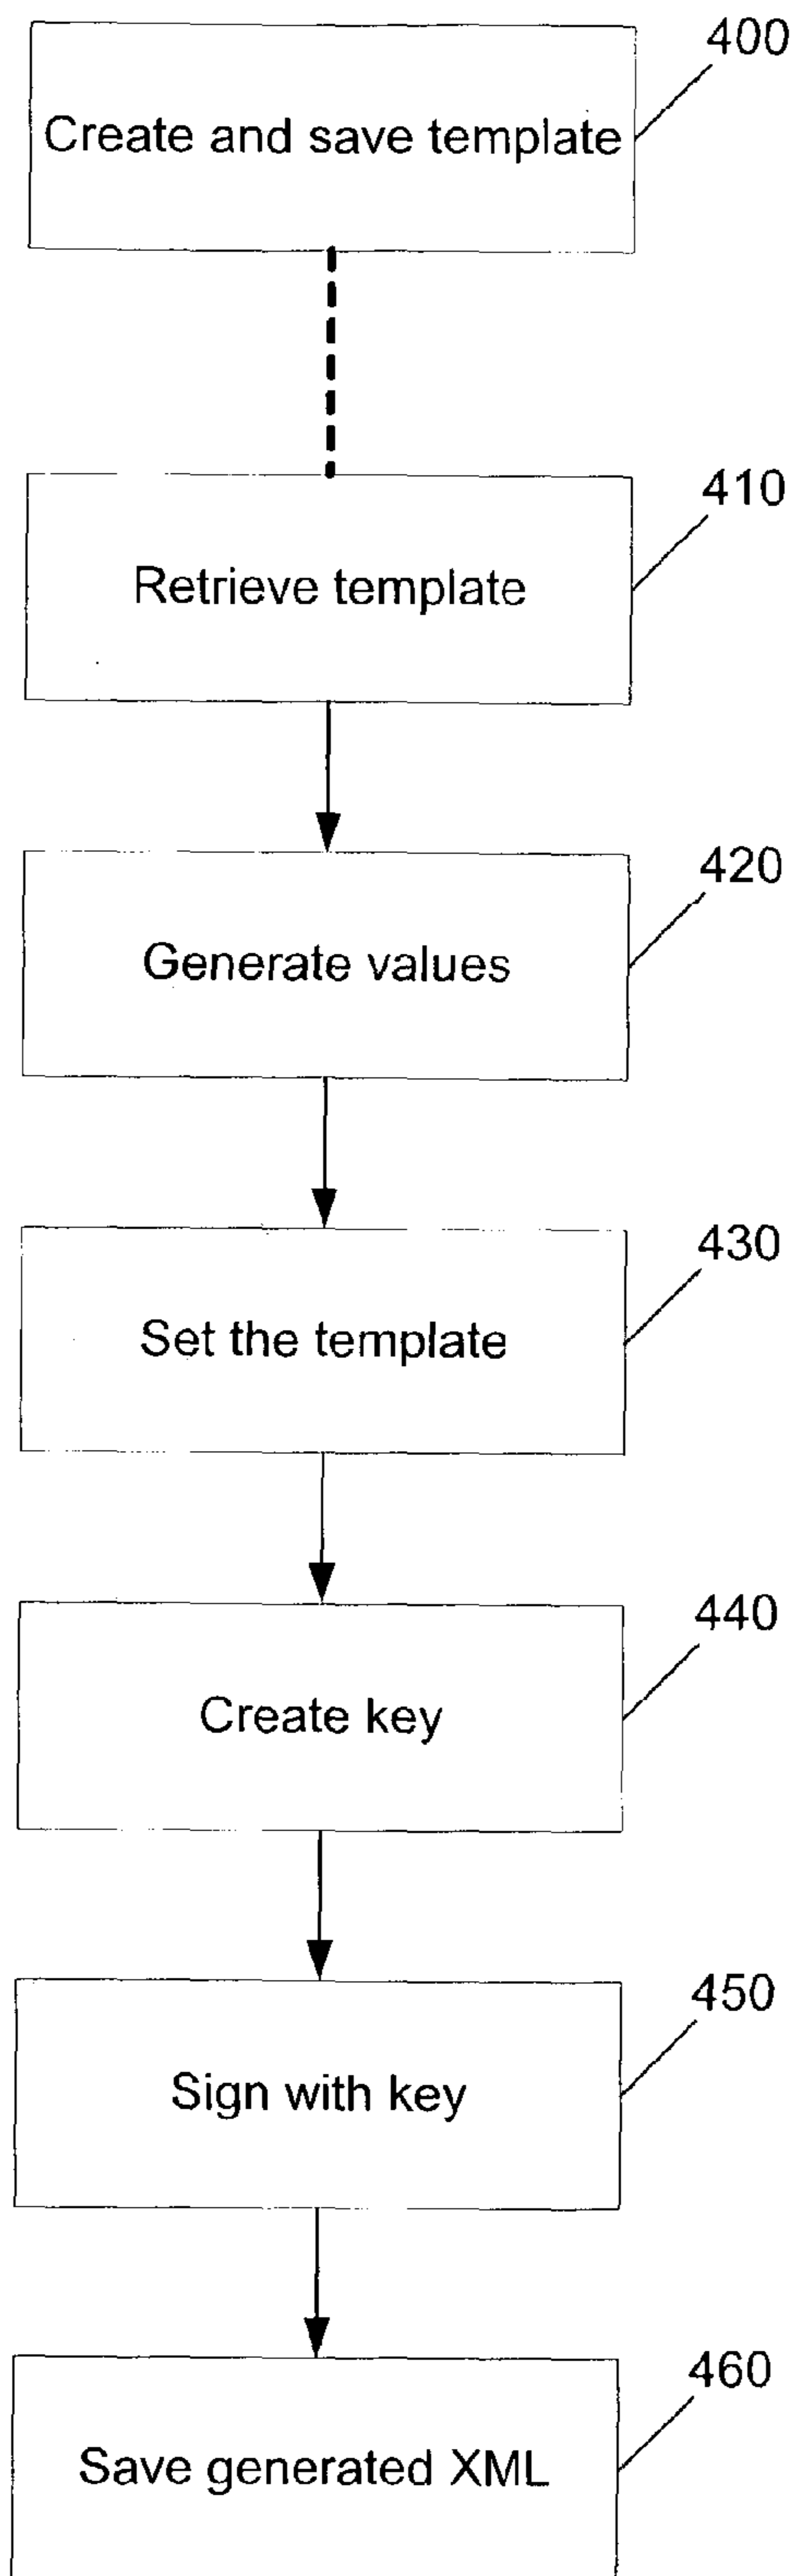 400
Create and save template
410
Retrieve template
420
Generate values
430
Set the template
440
Create key
450
Sign with key
460
Save generated XML